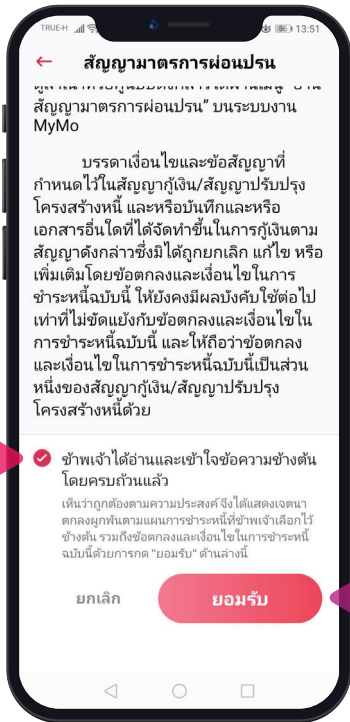 TRUE-H
13:51
สัญญามาตรการผ่อนปรน
สัญญามาตรการผ่อนปรน” บนระบบงาน
MyMo
บรรดาเงื่อนไขและข้อสัญญาที่
กำหนดไว้ในสัญญากู้เงิน/สัญญาปรับปรุง
โครงสร้างหนี้ และหรือบันทึกและหรือ
เอกสารอื่นใดที่ได้จัดทำขึ้นในการกู้เงินตาม
สัญญาดังกล่าวซึ่งมิได้ถูกยกเลิก แก้ไข หรือ
เพิ่มเติมโดยข้อตกลงและเงื่อนไขในการ
ชำระหนี้ฉบับนี้ ให้ยังคงมีผลบังคับใช้ต่อไป
เท่าที่ไม่ขัดแย้งกับข้อตกลงและเงื่อนไขใน
การชำระหนี้ฉบับนี้ และให้ถือว่าข้อตกลง
และเงื่อนไขในการชำระหนี้ฉบับนี้เป็นส่วน
หนึ่งของสัญญากู้เงิน/สัญญาปรับปรุง
โครงสร้างหนี้ด้วย
ข้าพเจ้าได้อ่านและเข้าใจข้อความข้างต้น
โดยครบถ้วนแล้ว
เห็นว่าถูกต้องตามความประสงค์ จึงได้แสดงเจตนา
ตกลงผูกพันตามแผนการชำระหนี้ที่ข้าพเจ้าเลือกไว้
ข้างต้น รวมถึงข้อตกลงและเงื่อนไขในการชำระหนี้
ฉบับนี้ด้วยการกด "ยอมรับ" ด้านล่างนี้
ยกเลิก
ยอมรับ